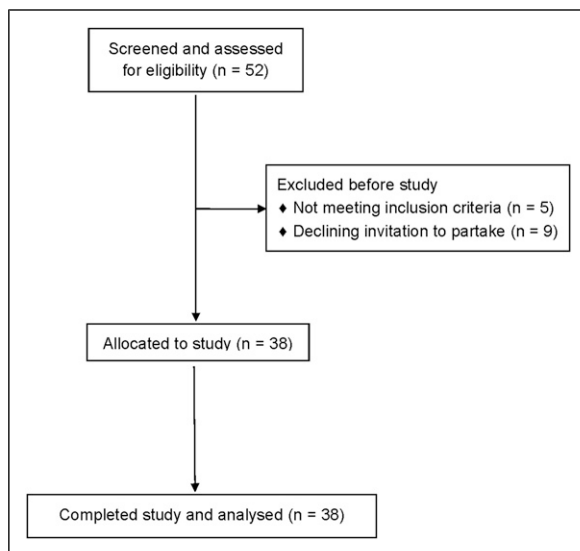 Screened and assessed
for eligibility (n = 52)
Excluded before study
♦ Not meeting inclusion criteria (n = 5)
♦ Declining invitation to partake (n = 9)
Allocated to study (n = 38)
Completed study and analysed (n = 38)